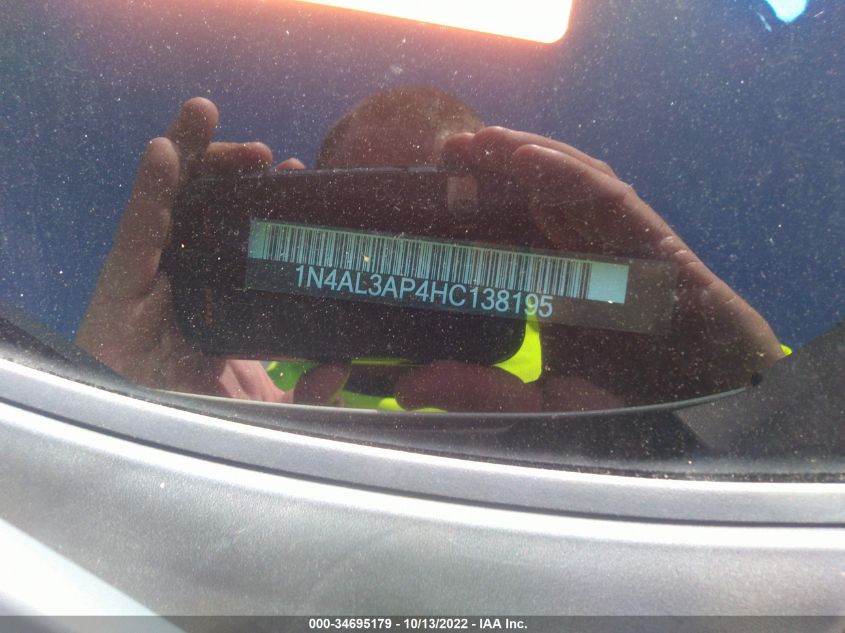 1N4AL3AP4HC138195
000-34695179 - 10/13/2022 - IAA Inc.